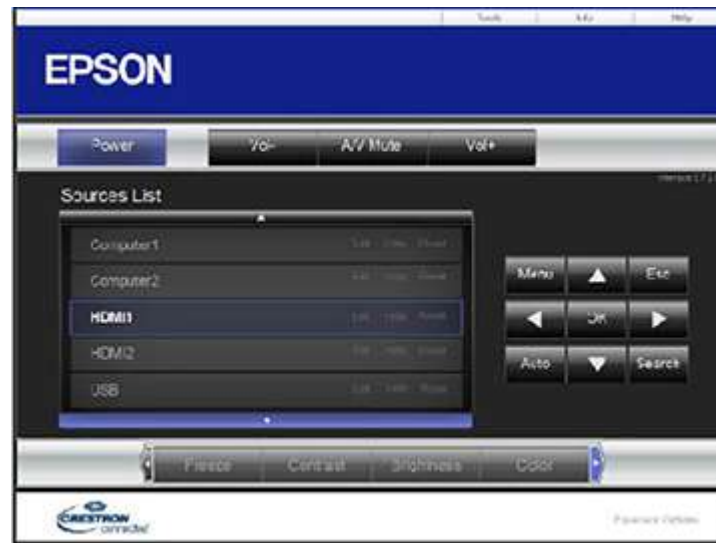 Tools Info Help
EPSON
Power Vol- A/V Mute Vol+
Sources List
Computer1
Computer2
HDMI1
HDMI2
USB
Menu Esc
OK
Auto Search
Freeze Contrast Brightness Color
CRESTRON
connected